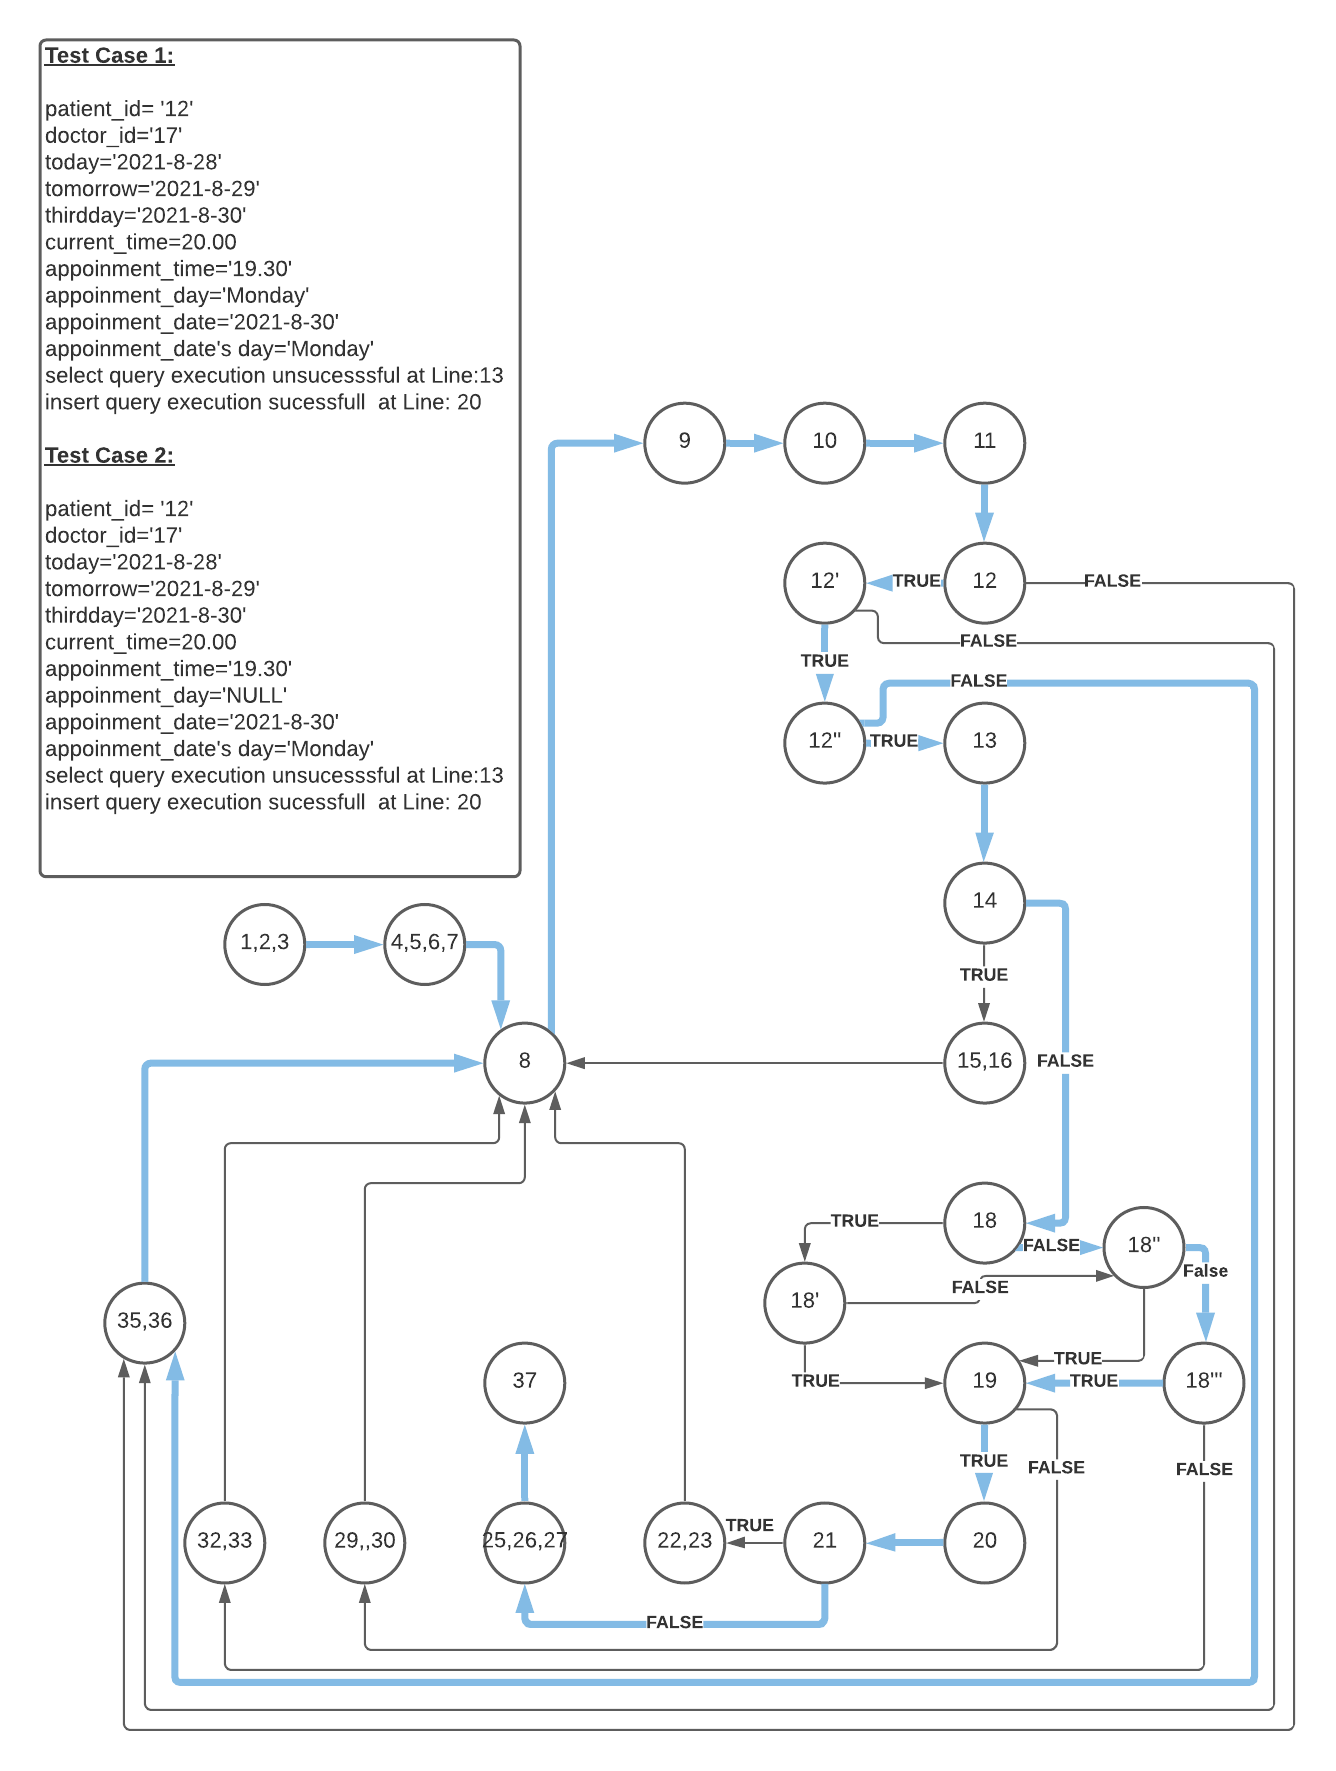 Test Case 1:
patient_id= '12'
doctor_id='17'
today='2021-8-28'
tomorrow='2021-8-29'
thirdday='2021-8-30'
current_time=20.00
appoinment_time='19.30'
appoinment_day='Monday'
appoinment_date='2021-8-30'
appoinment_date's day='Monday'
select query execution unsucesssful at Line:13
insert query execution sucessfull  at Line: 20
Test Case 2:
patient_id= '12'
doctor_id='17'
today='2021-8-28'
tomorrow='2021-8-29'
thirdday='2021-8-30'
current_time=20.00
appoinment_time='19.30'
appoinment_day='NULL'
appoinment_date='2021-8-30'
appoinment_date's day='Monday'
select query execution unsucesssful at Line:13
insert query execution sucessfull  at Line: 20
9
10
11
12'
TRUE
12
FALSE
FALSE
TRUE
FALSE
12"
TRUE
13
14
1,2,3
4,5,6,7
TRUE
8
15,16
FALSE
TRUE
18
FALSE
18"
False
18'
FALSE
35,36
TRUE
37
TRUE
19
TRUE
18'''
TRUE
FALSE
FALSE
TRUE
32,33
29,,30
25,26,27
22,23
21
20
FALSE